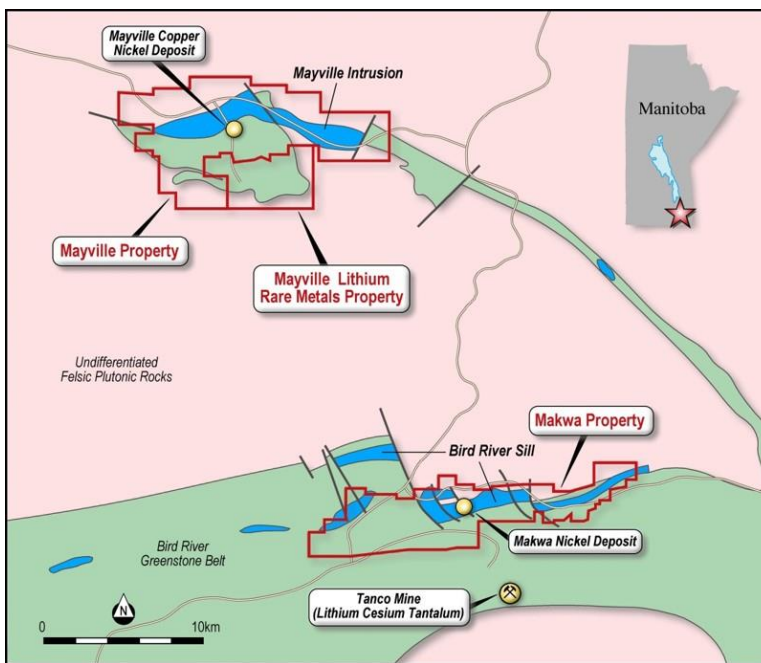 Mayville Copper
Nickel Deposit
Mayville Intrusion
Manitoba
Mayville Property
Mayville Lithium
Rare Metals Property
Undifferentiated
Felsic Plutonic Rocks
Makwa Property
Bird River Sill
Bird River
Greenstone Belt
Makwa Nickel Deposit
Tanco Mine
(Lithium Cesium Tantalum)
N
0 10km